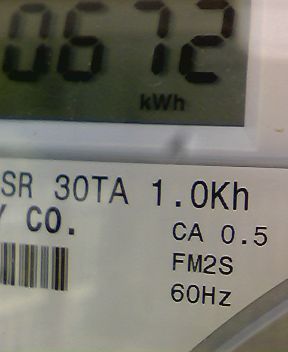 0672
kWh
SR 30TA 1.0Kh
Y CO.
CA 0.5
FM2S
60Hz